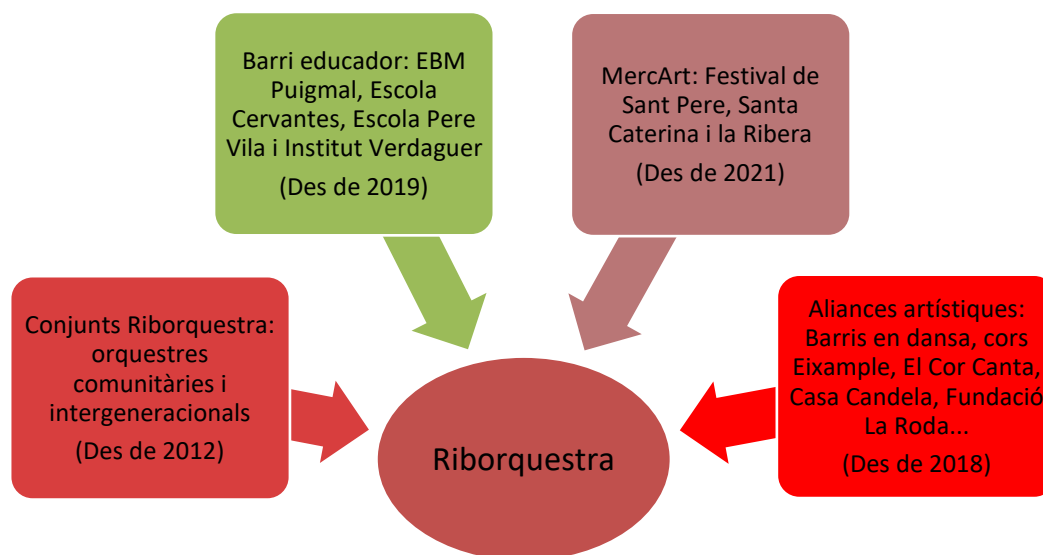 Barri educador: EBM
Puigmal, Escola
Cervantes, Escola Pere
Vila i Institut Verdaguer
(Des de 2019)
MercArt: Festival de
Sant Pere, Santa
Caterina i la Ribera
(Des de 2021)
Conjunts Riborquestra:
orquestres
comunitàries i
intergeneracionals
(Des de 2012)
Aliances artístiques:
Barris en dansa, cors
Eixample, El Cor Canta,
Casa Candela, Fundació
La Roda...
(Des de 2018)
Riborquestra